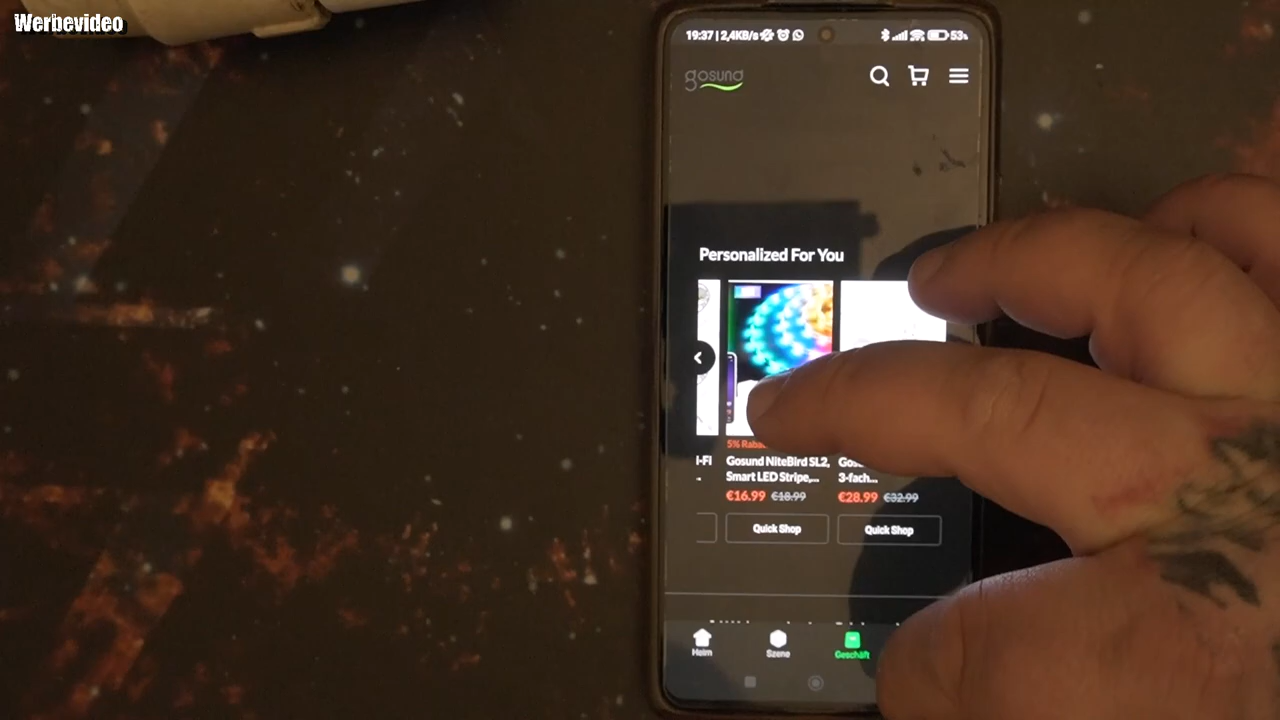 Werbevideo
19:37 | 2,4KB/s
53%
gosund
Personalized For You
5%
Gosund NiteBird SL2,
Smart LED Stripe,...
€16.99 €18.99
Quick Shop
3-fach...
€28.99 €32.99
Quick Shop
Heim
Szene
Geschäft